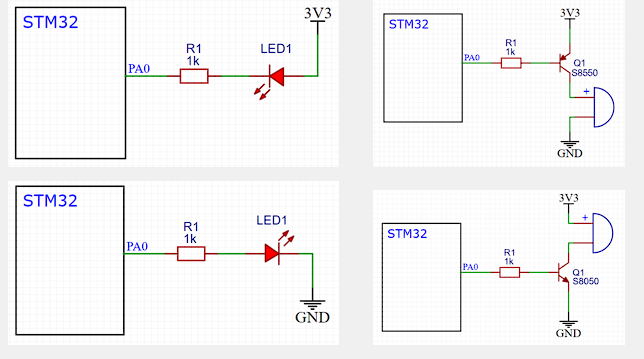 STM32
PA0
R1
1k
LED1
3V3
STM32
PA0
R1
1k
3V3
Q1
S8550
+
GND
STM32
PA0
R1
1k
LED1
GND
STM32
PA0
R1
1k
3V3
+
Q1
S8050
GND